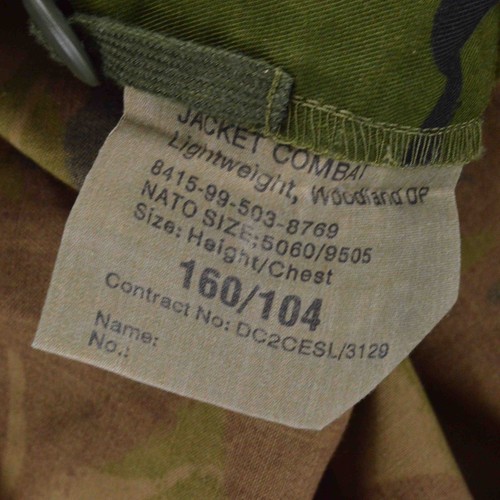 JACKET COMBAT
Lightweight, Woodland DP
8415-99-503-8769
NATO SIZE:5060/9505
Size: Height/Chest
160/104
Contract No: DC2CESL/3129
Name:
No.: